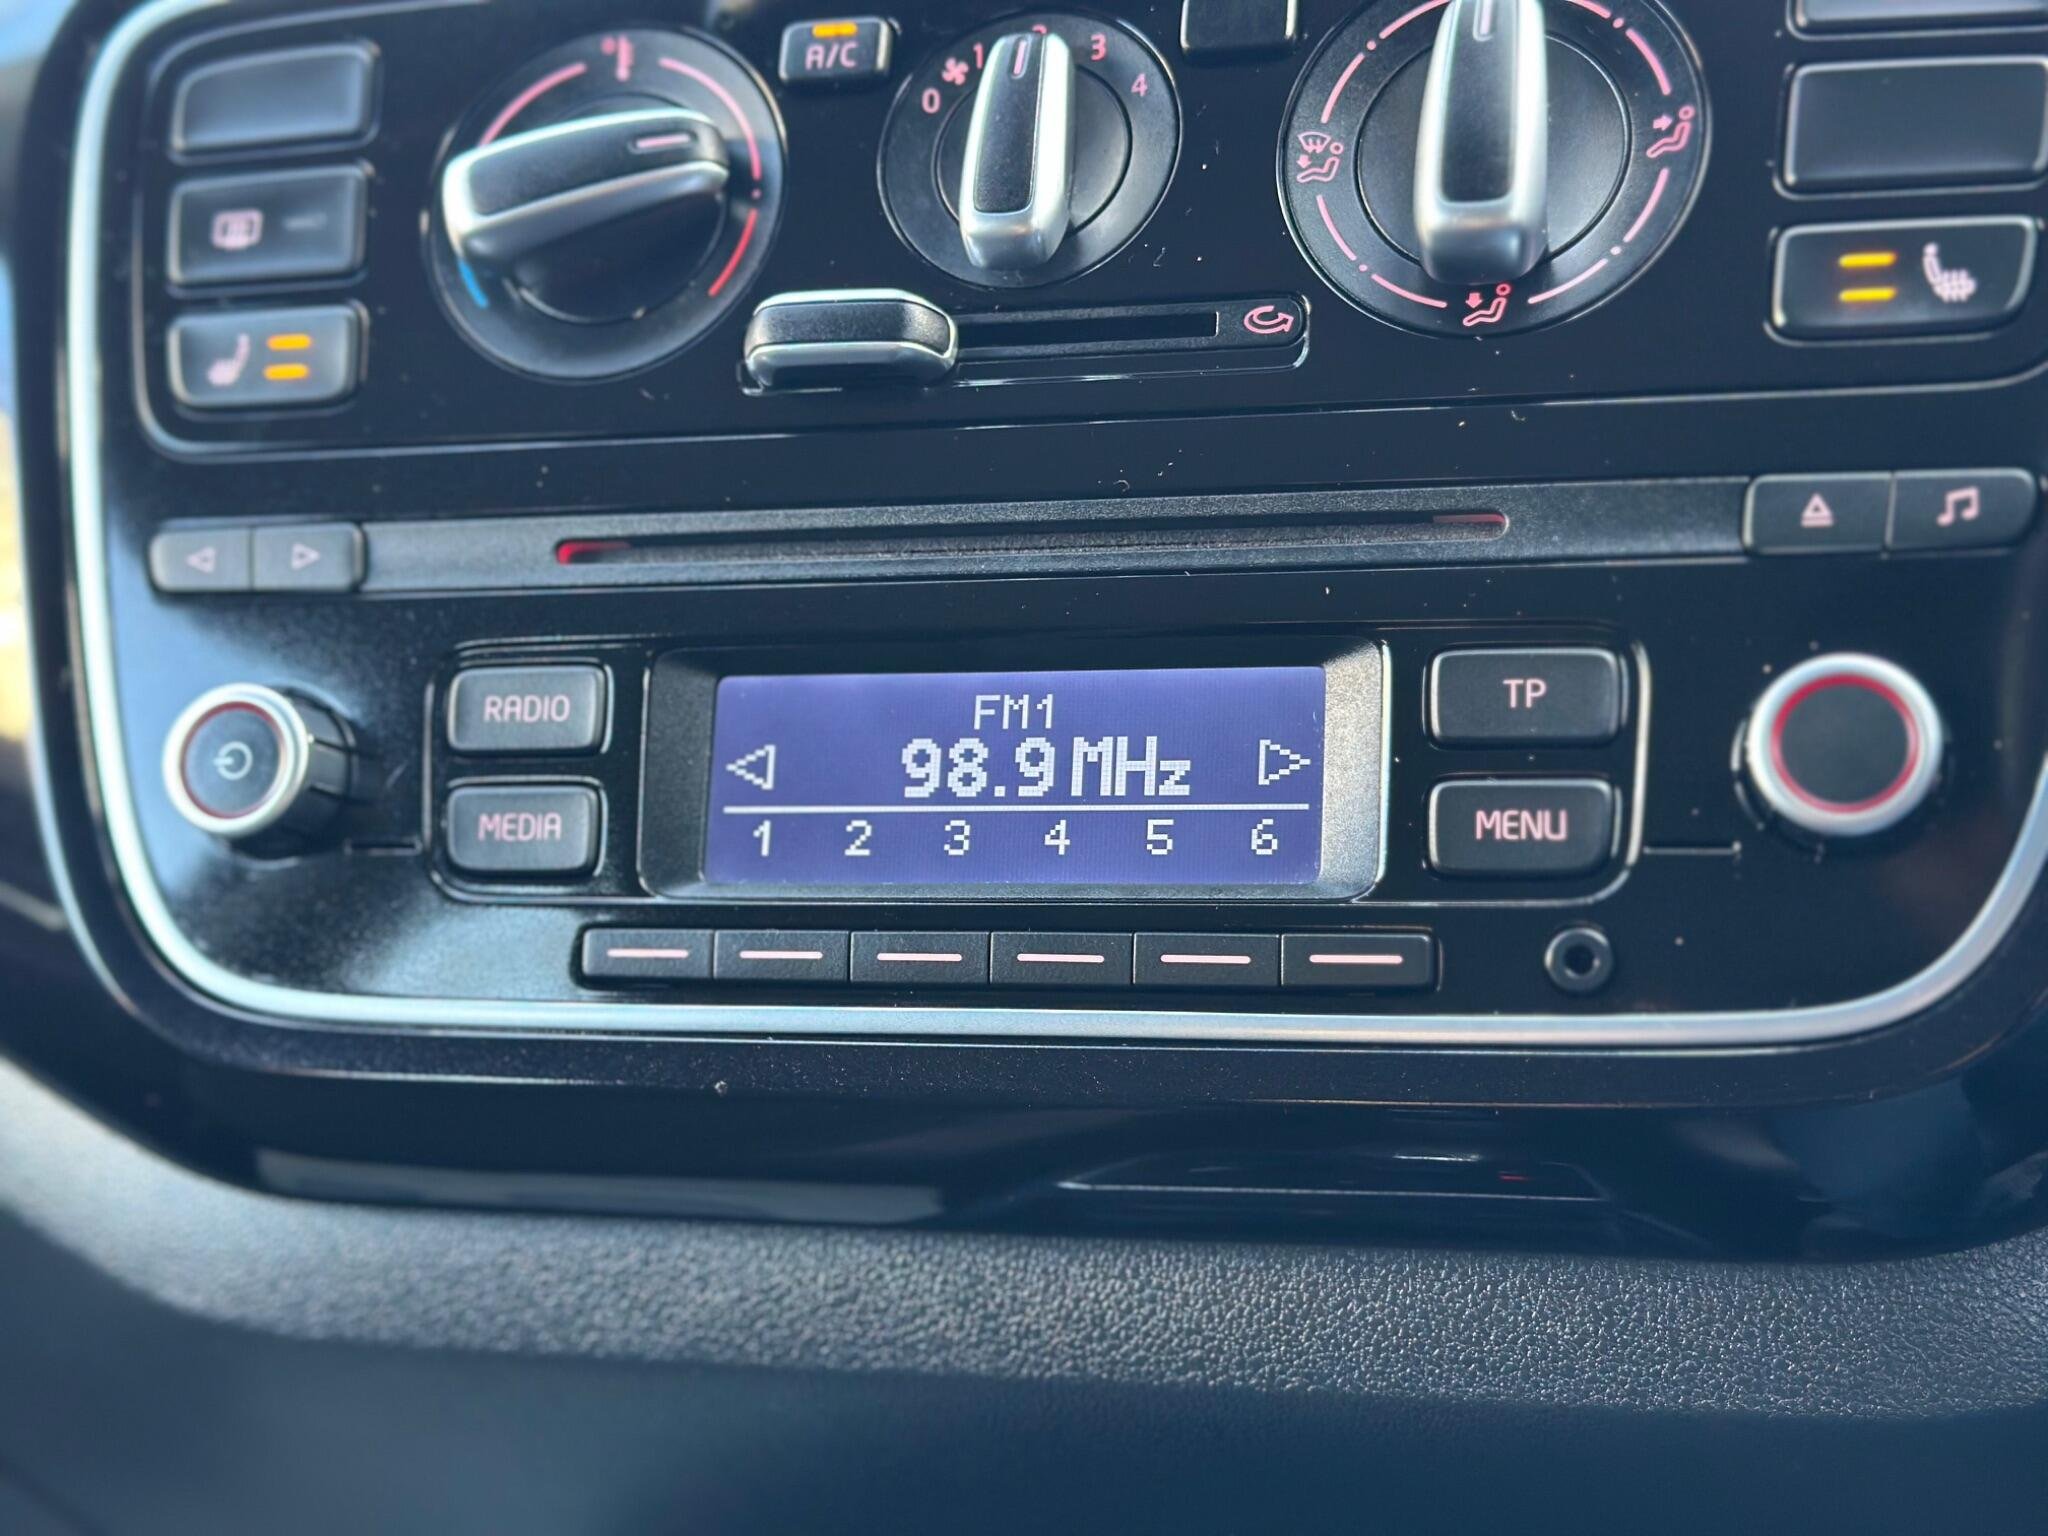 A/C
0 1 2 3 4
RADIO
MEDIA
FM1
98.9 MHz
1 2 3 4 5 6
TP
MENU